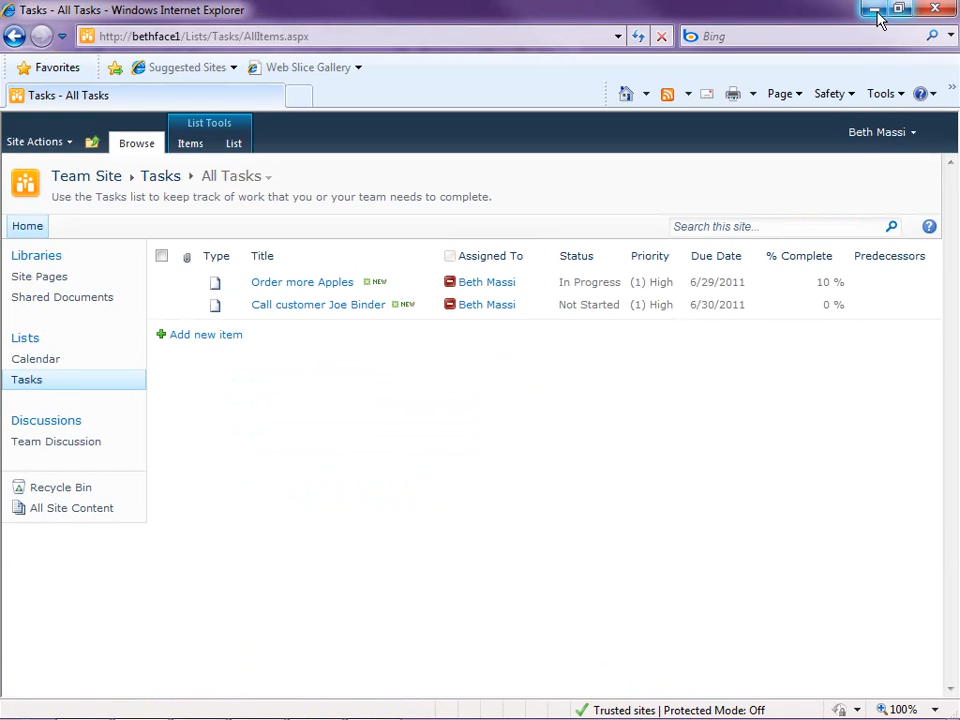 Tasks - All Tasks - Windows Internet Explorer
http://bethface1/Lists/Tasks/AllItems.aspx
Bing
Favorites Suggested Sites Web Slice Gallery
Tasks - All Tasks
Page Safety Tools
List Tools
Site Actions Browse Items List
Beth Massi
Team Site Tasks All Tasks
Use the Tasks list to keep track of work that you or your team needs to complete.
Home
Search this site...
Libraries
Site Pages
Shared Documents
Lists
Calendar
Tasks
Discussions
Team Discussion
Recycle Bin
All Site Content
Type Title Assigned To Status Priority Due Date % Complete Predecessors
Order more Apples NEW Beth Massi In Progress (1) High 6/29/2011 10 %
Call customer Joe Binder NEW Beth Massi Not Started (1) High 6/30/2011 0 %
Add new item
Trusted sites | Protected Mode: Off
100%